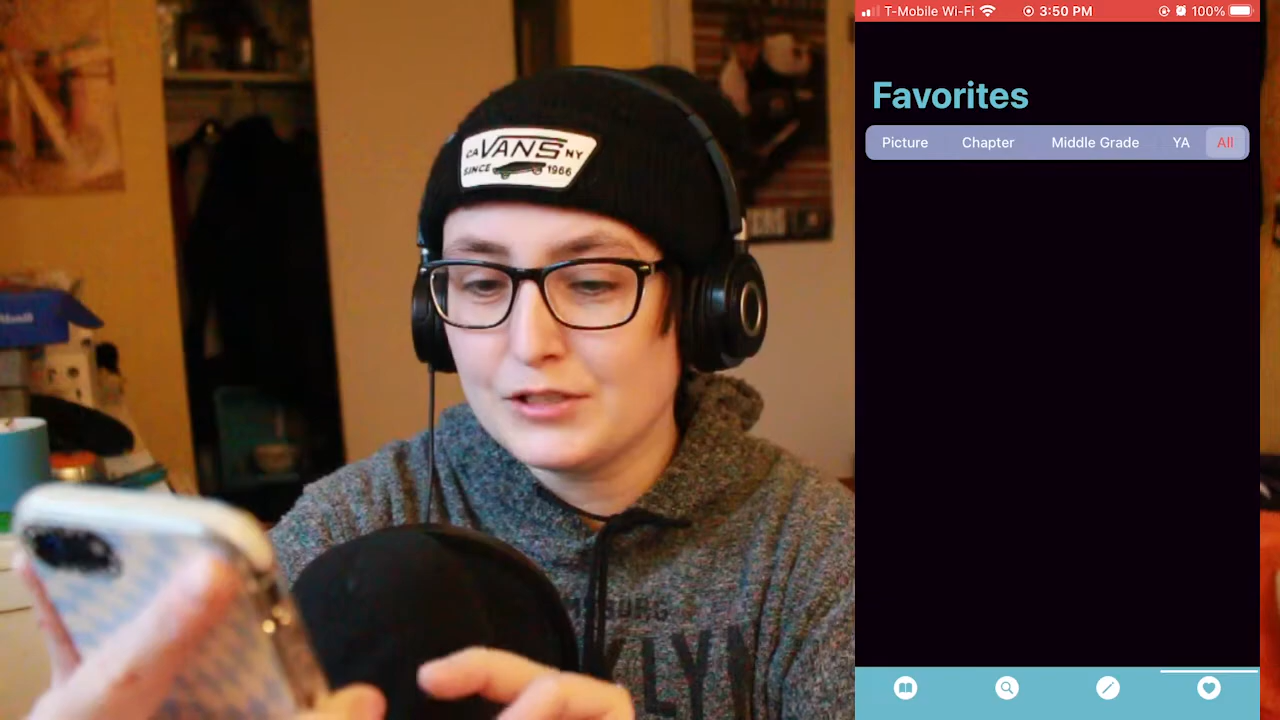 T-Mobile Wi-Fi 3:50 PM 100%
Favorites
Picture Chapter Middle Grade YA All
CA VANS NY
SINCE 1966